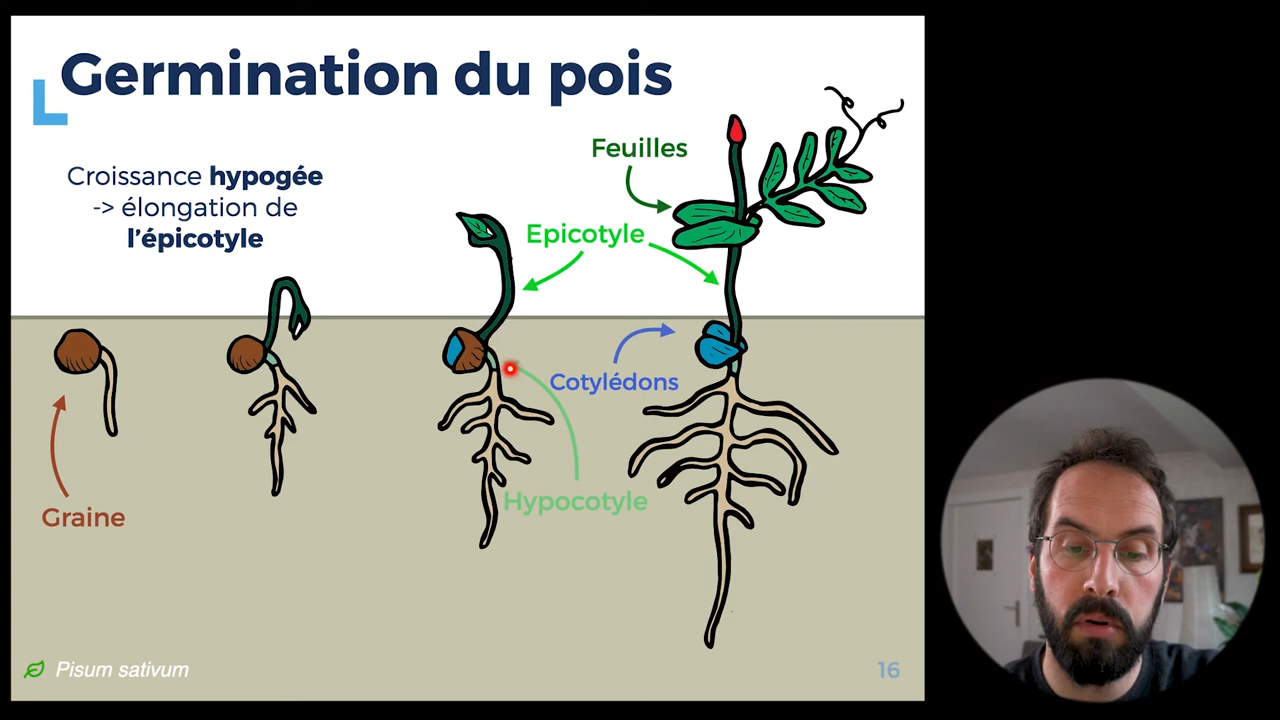 Germination du pois
Croissance hypogée
-> élongation de
l'épicotyle
Feuilles
Epicotyle
Cotylédons
Hypocotyle
Graine
Pisum sativum
16